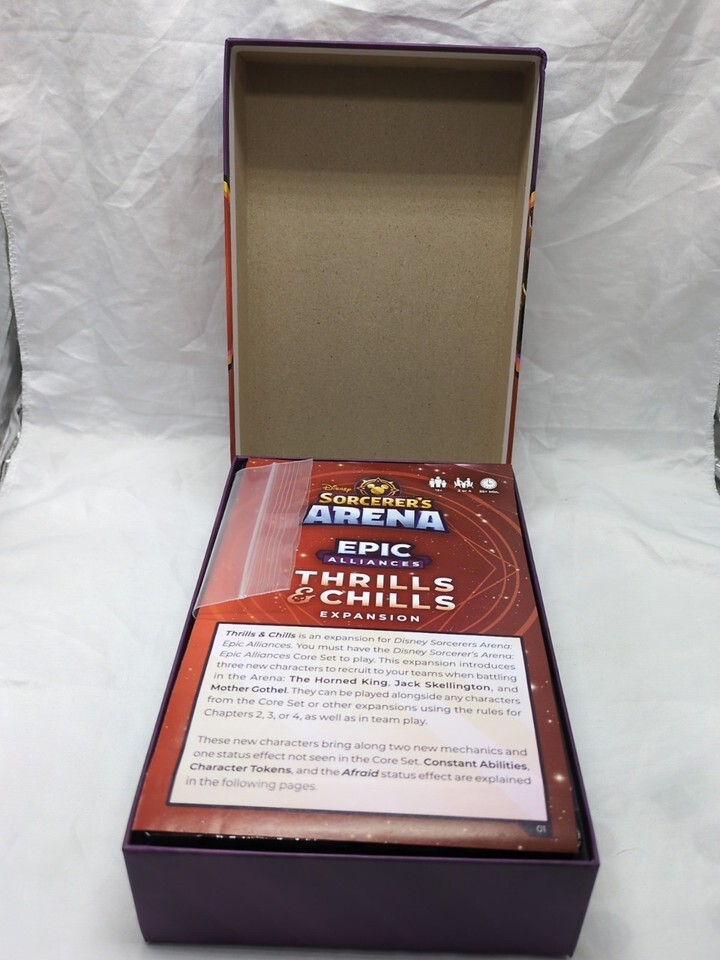 Disney
SORCERER'S
ARENA
EPIC
ALLIANCES
THRILLS
& CHILLS
EXPANSION
Thrills & Chills is an expansion for Disney Sorcerers Arena:
Epic Alliances. You must have the Disney Sorcerer's Arena:
Epic Alliances Core Set to play. This expansion introduces
three new characters to recruit to your teams when battling
in the Arena: The Horned King, Jack Skellington, and
Mother Gothel. They can be played alongside any characters
from the Core Set or other expansions using the rules for
Chapters 2, 3, or 4, as well as in team play.
These new characters bring along two new mechanics and
one status effect not seen in the Core Set. Constant Abilities,
Character Tokens, and the Afraid status effect are explained
in the following pages.
01